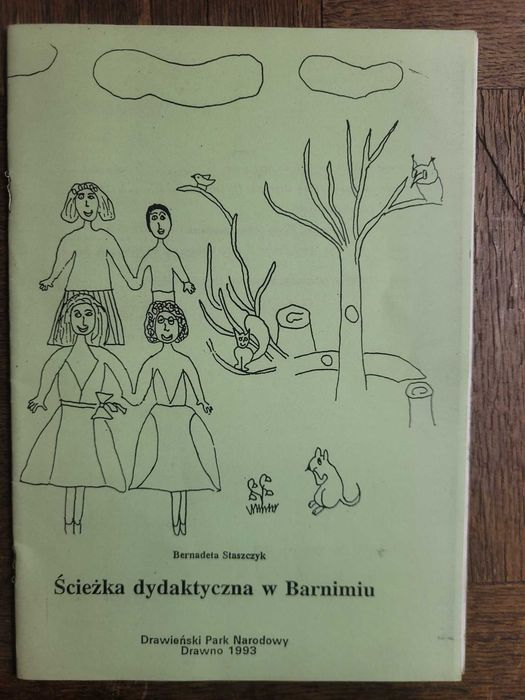 Bernadeta Staszczyk
Ścieżka dydaktyczna w Barnimiu
Drawieński Park Narodowy
Drawno 1993